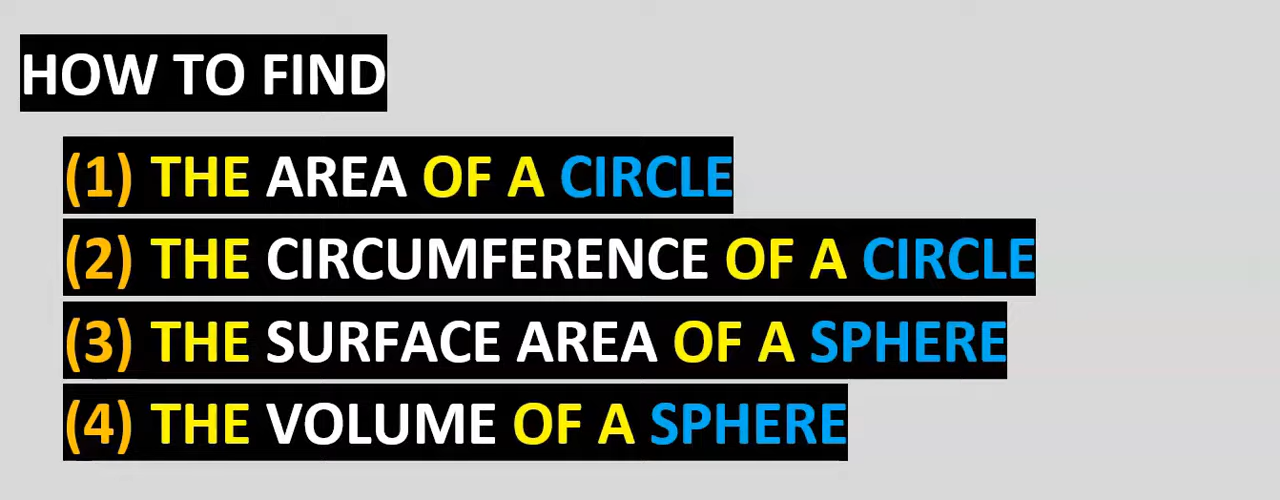 HOW TO FIND
(1) THE AREA OF A CIRCLE
(2) THE CIRCUMFERENCE OF A CIRCLE
(3) THE SURFACE AREA OF A SPHERE
(4) THE VOLUME OF A SPHERE